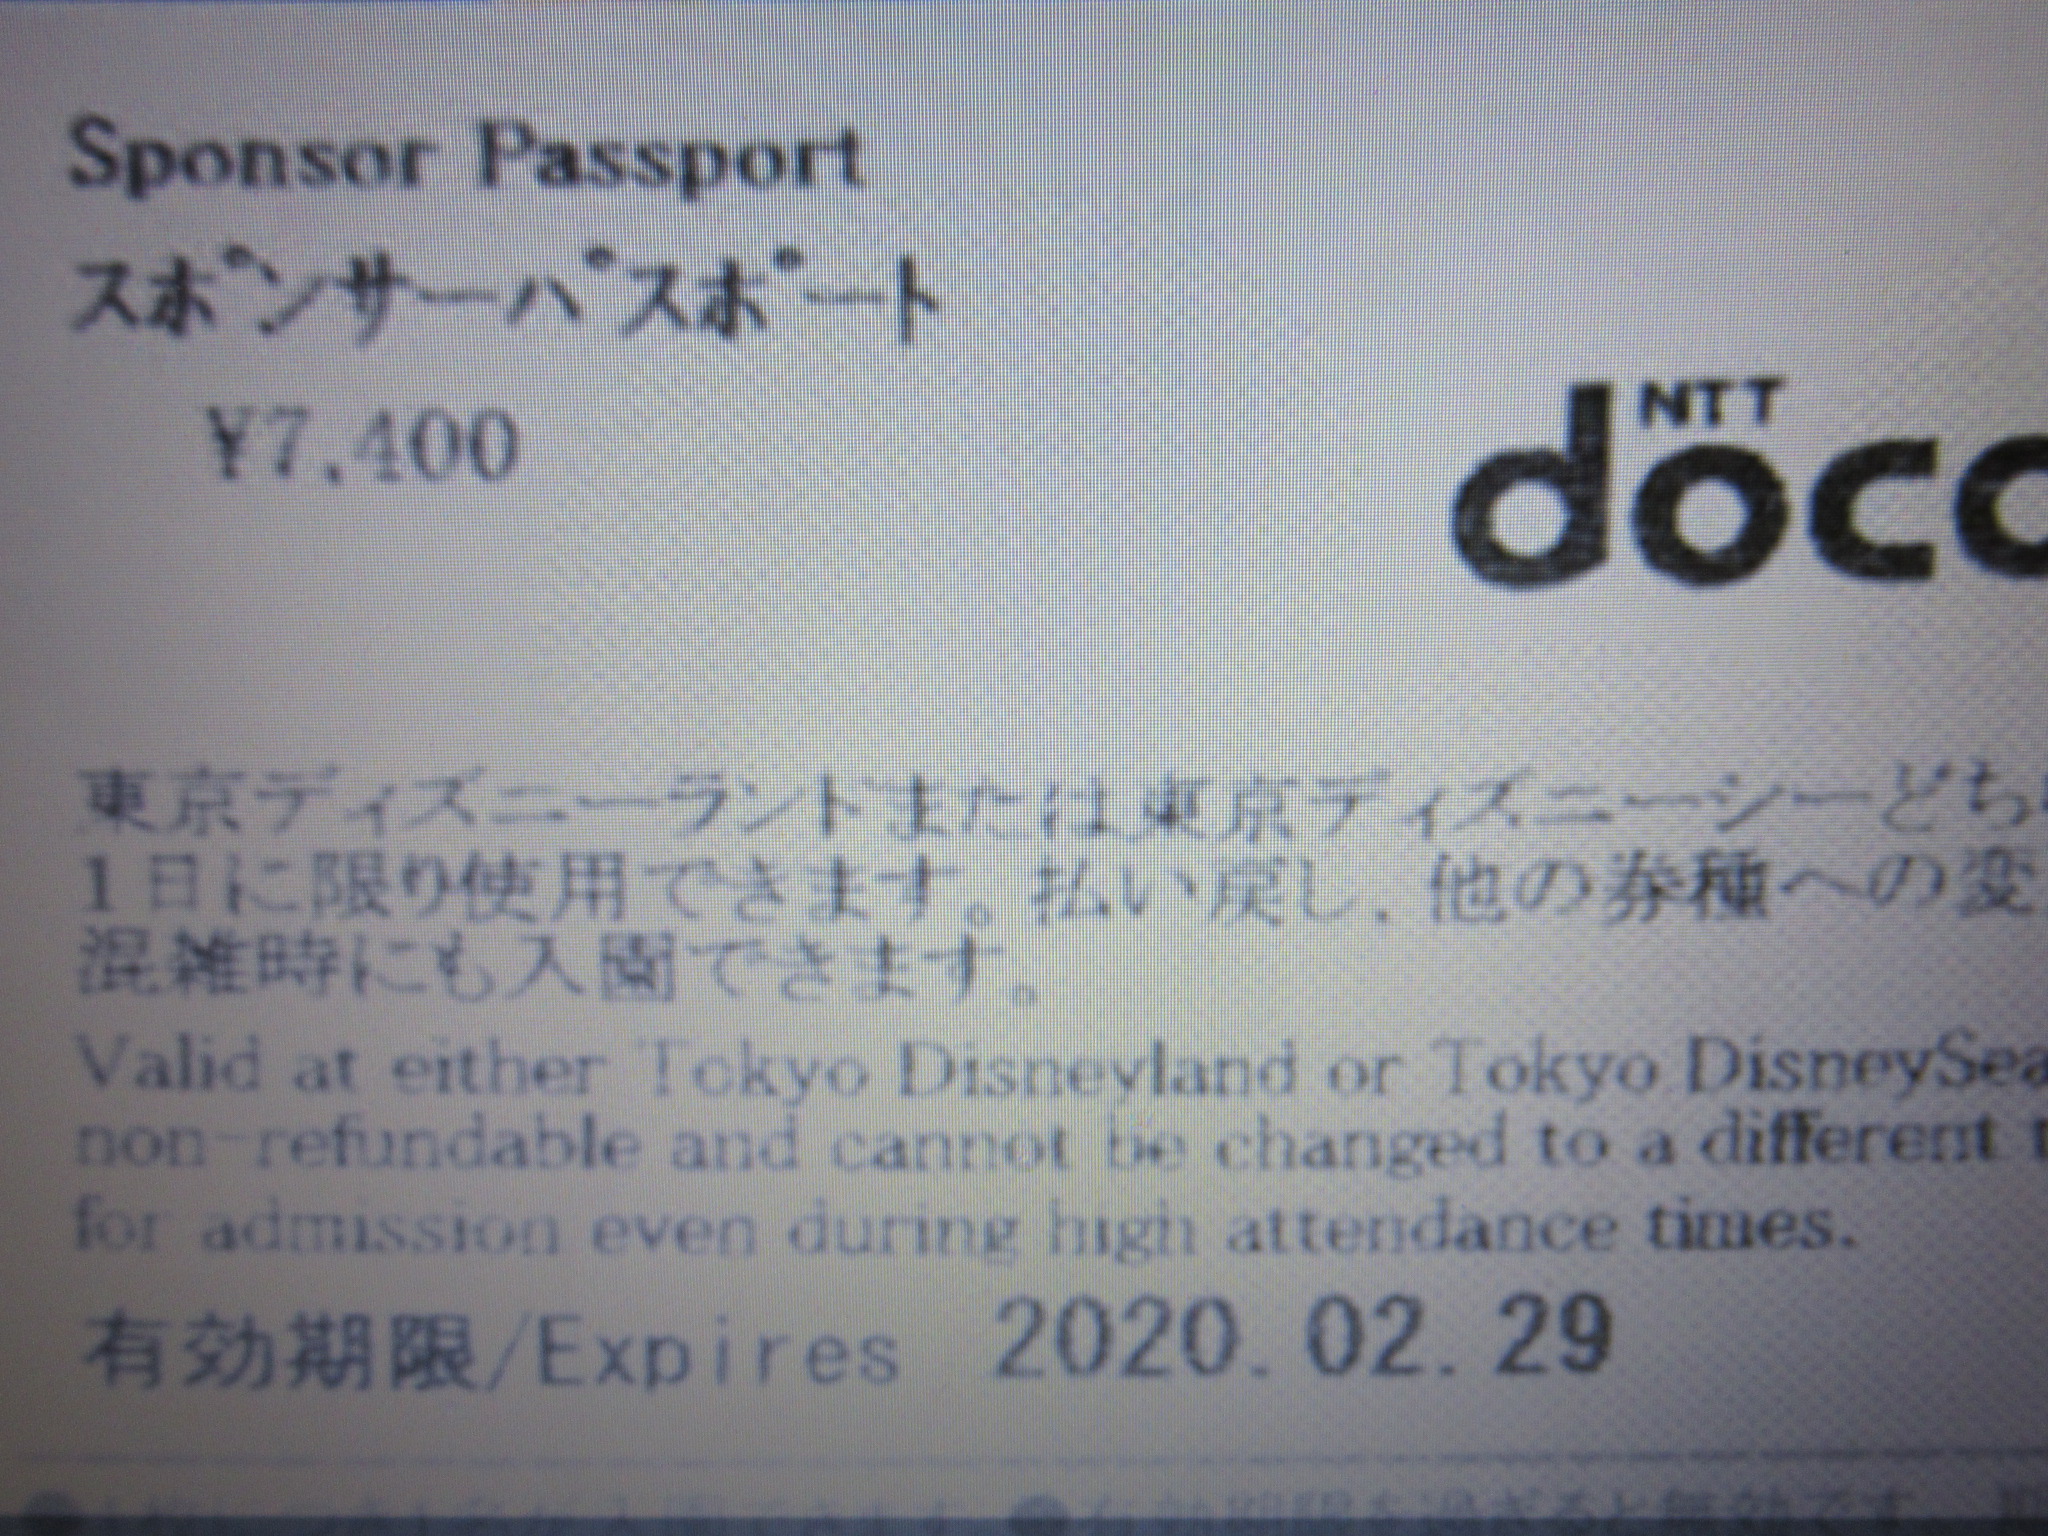 Sponsor Passport
スポンサーパスポート
¥7,400
NTT
doco
東京ディズニーランドまたは東京ディズニーシーどち
1日に限り使用できます。払い戻し、他の券種への変
混雑時にも入園できます。
Valid at either Tokyo Disneyland or Tokyo DisneySea
non-refundable and cannot be changed to a different
for admission even during high attendance times.
有効期限/Expires 2020.02.29